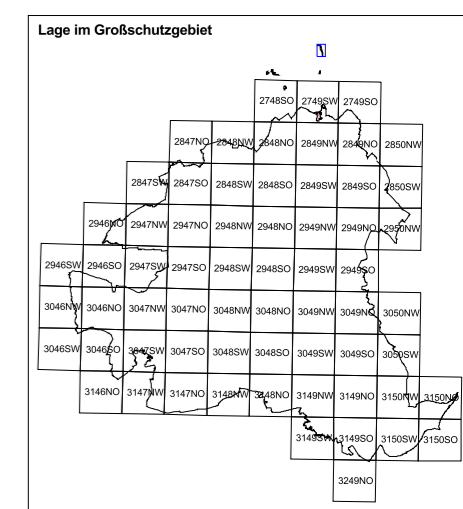 Lage im Großschutzgebiet
2748SO 2749SW 2749SO
2847NO 2848NW 2848NO 2849NW 2849NO 2850NW
2847SW 2847SO 2848SW 2848SO 2849SW 2849SO 2850SW
2946NO 2947NW 2947NO 2948NW 2948NO 2949NW 2949NO 2950NW
2946SW 2946SO 2947SW 2947SO 2948SW 2948SO 2949SW 2949SO
3046NW 3046NO 3047NW 3047NO 3048NW 3048NO 3049NW 3049NO 3050NW
3046SW 3046SO 3047SW 3047SO 3048SW 3048SO 3049SW 3049SO 3050SW
3146NO 3147NW 3147NO 3148NW 3148NO 3149NW 3149NO 3150NW 3150NO
3149SW 3149SO 3150SW 3150SO
3249NO